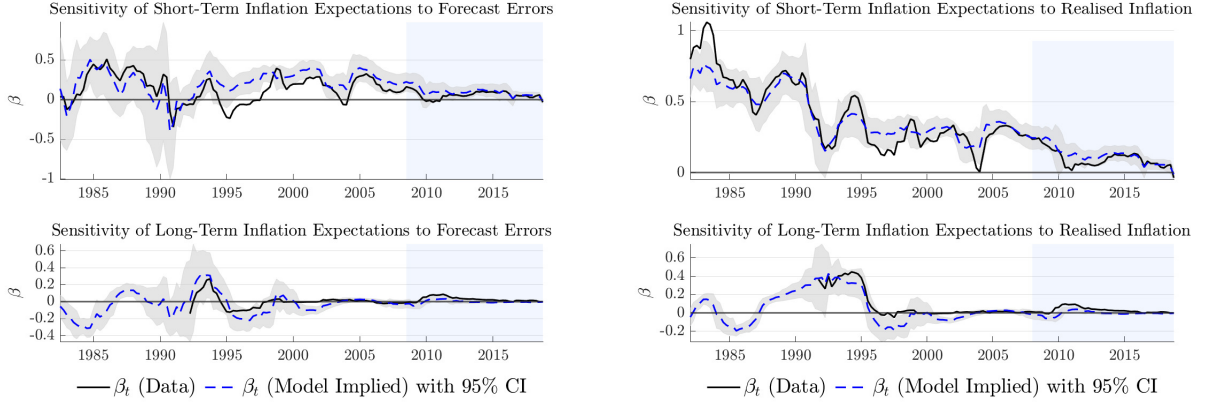 Sensitivity of Short-Term Inflation Expectations to Forecast Errors
0.5
0
-0.5
-1
β
1985 1990 1995 2000 2005 2010 2015
Sensitivity of Short-Term Inflation Expectations to Realised Inflation
1
0.5
0
β
1985 1990 1995 2000 2005 2010 2015
Sensitivity of Long-Term Inflation Expectations to Forecast Errors
0.6
0.4
0.2
0
-0.2
-0.4
β
1985 1990 1995 2000 2005 2010 2015
Sensitivity of Long-Term Inflation Expectations to Realised Inflation
0.6
0.4
0.2
0
-0.2
β
1985 1990 1995 2000 2005 2010 2015
βt (Data) βt (Model Implied) with 95% CI
βt (Data) βt (Model Implied) with 95% CI